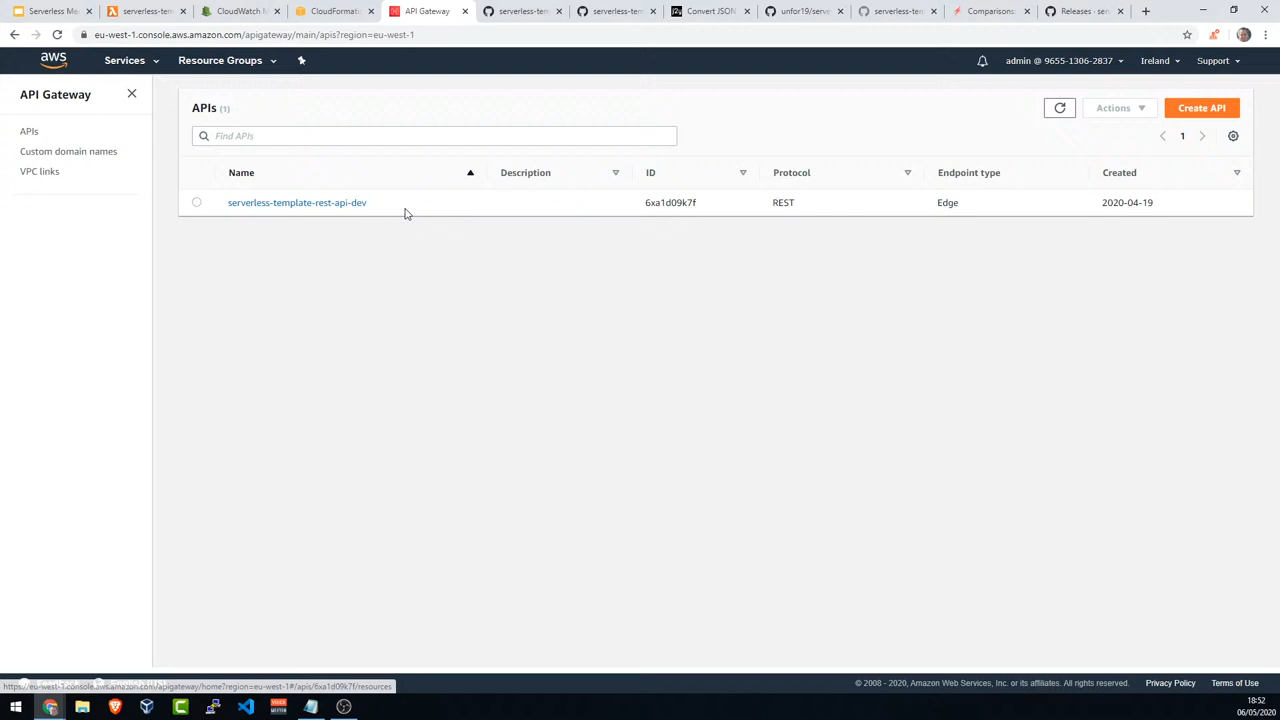 Serverless Me
serverless-tem
CloudWatch M
CloudFormatio
API Gateway
serverless-tem
serverless-tem
Convert JSON
unfor19/serve
serverless-tem
Comparisons
Releases · serv
eu-west-1.console.aws.amazon.com/apigateway/main/apis?region=eu-west-1
aws
Services
Resource Groups
admin @ 9655-1306-2837
Ireland
Support
API Gateway
APIs
Custom domain names
VPC links
APIs (1)
Actions
Create API
Find APIs
1
Name
Description
ID
Protocol
Endpoint type
Created
serverless-template-rest-api-dev
6xa1d09k7f
REST
Edge
2020-04-19
https://eu-west-1.console.aws.amazon.com/apigateway/home?region=eu-west-1#/apis/6xa1d09k7f/resources
© 2008 - 2020, Amazon Web Services, Inc. or its affiliates. All rights reserved.
Privacy Policy
Terms of Use
18:52
06/05/2020